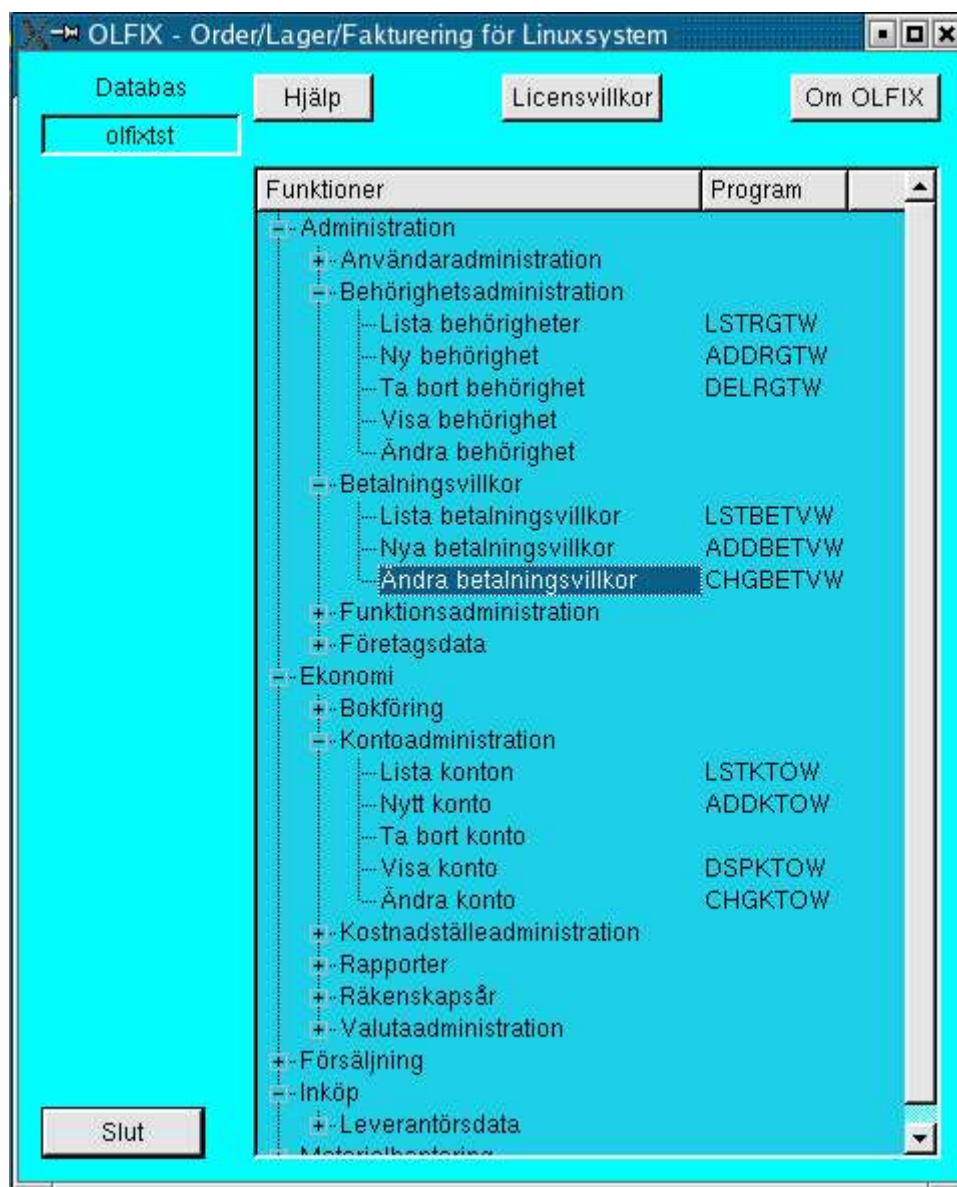 OLFIX - Order/Lager/Fakturering för Linuxsystem
Databas
Hjälp
Licensvillkor
Om OLFIX
olfixtst
Funktioner Program
Administration
Användaradministration
Behörighetsadministration
Lista behörigheter LSTRGTW
Ny behörighet ADDRGTW
Ta bort behörighet DELRGTW
Visa behörighet
Ändra behörighet
Betalningsvillkor
Lista betalningsvillkor LSTBETVW
Nya betalningsvillkor ADDBETVW
Ändra betalningsvillkor CHGBETVW
Funktionsadministration
Företagsdata
Ekonomi
Bokföring
Kontoadministration
Lista konton LSTKTOW
Nytt konto ADDKTOW
Ta bort konto
Visa konto DSPKTOW
Ändra konto CHGKTOW
Kostnadställeadministration
Rapporter
Räkenskapsår
Valutaadministration
Försäljning
Inköp
Leverantörsdata
Materialhantering
Slut